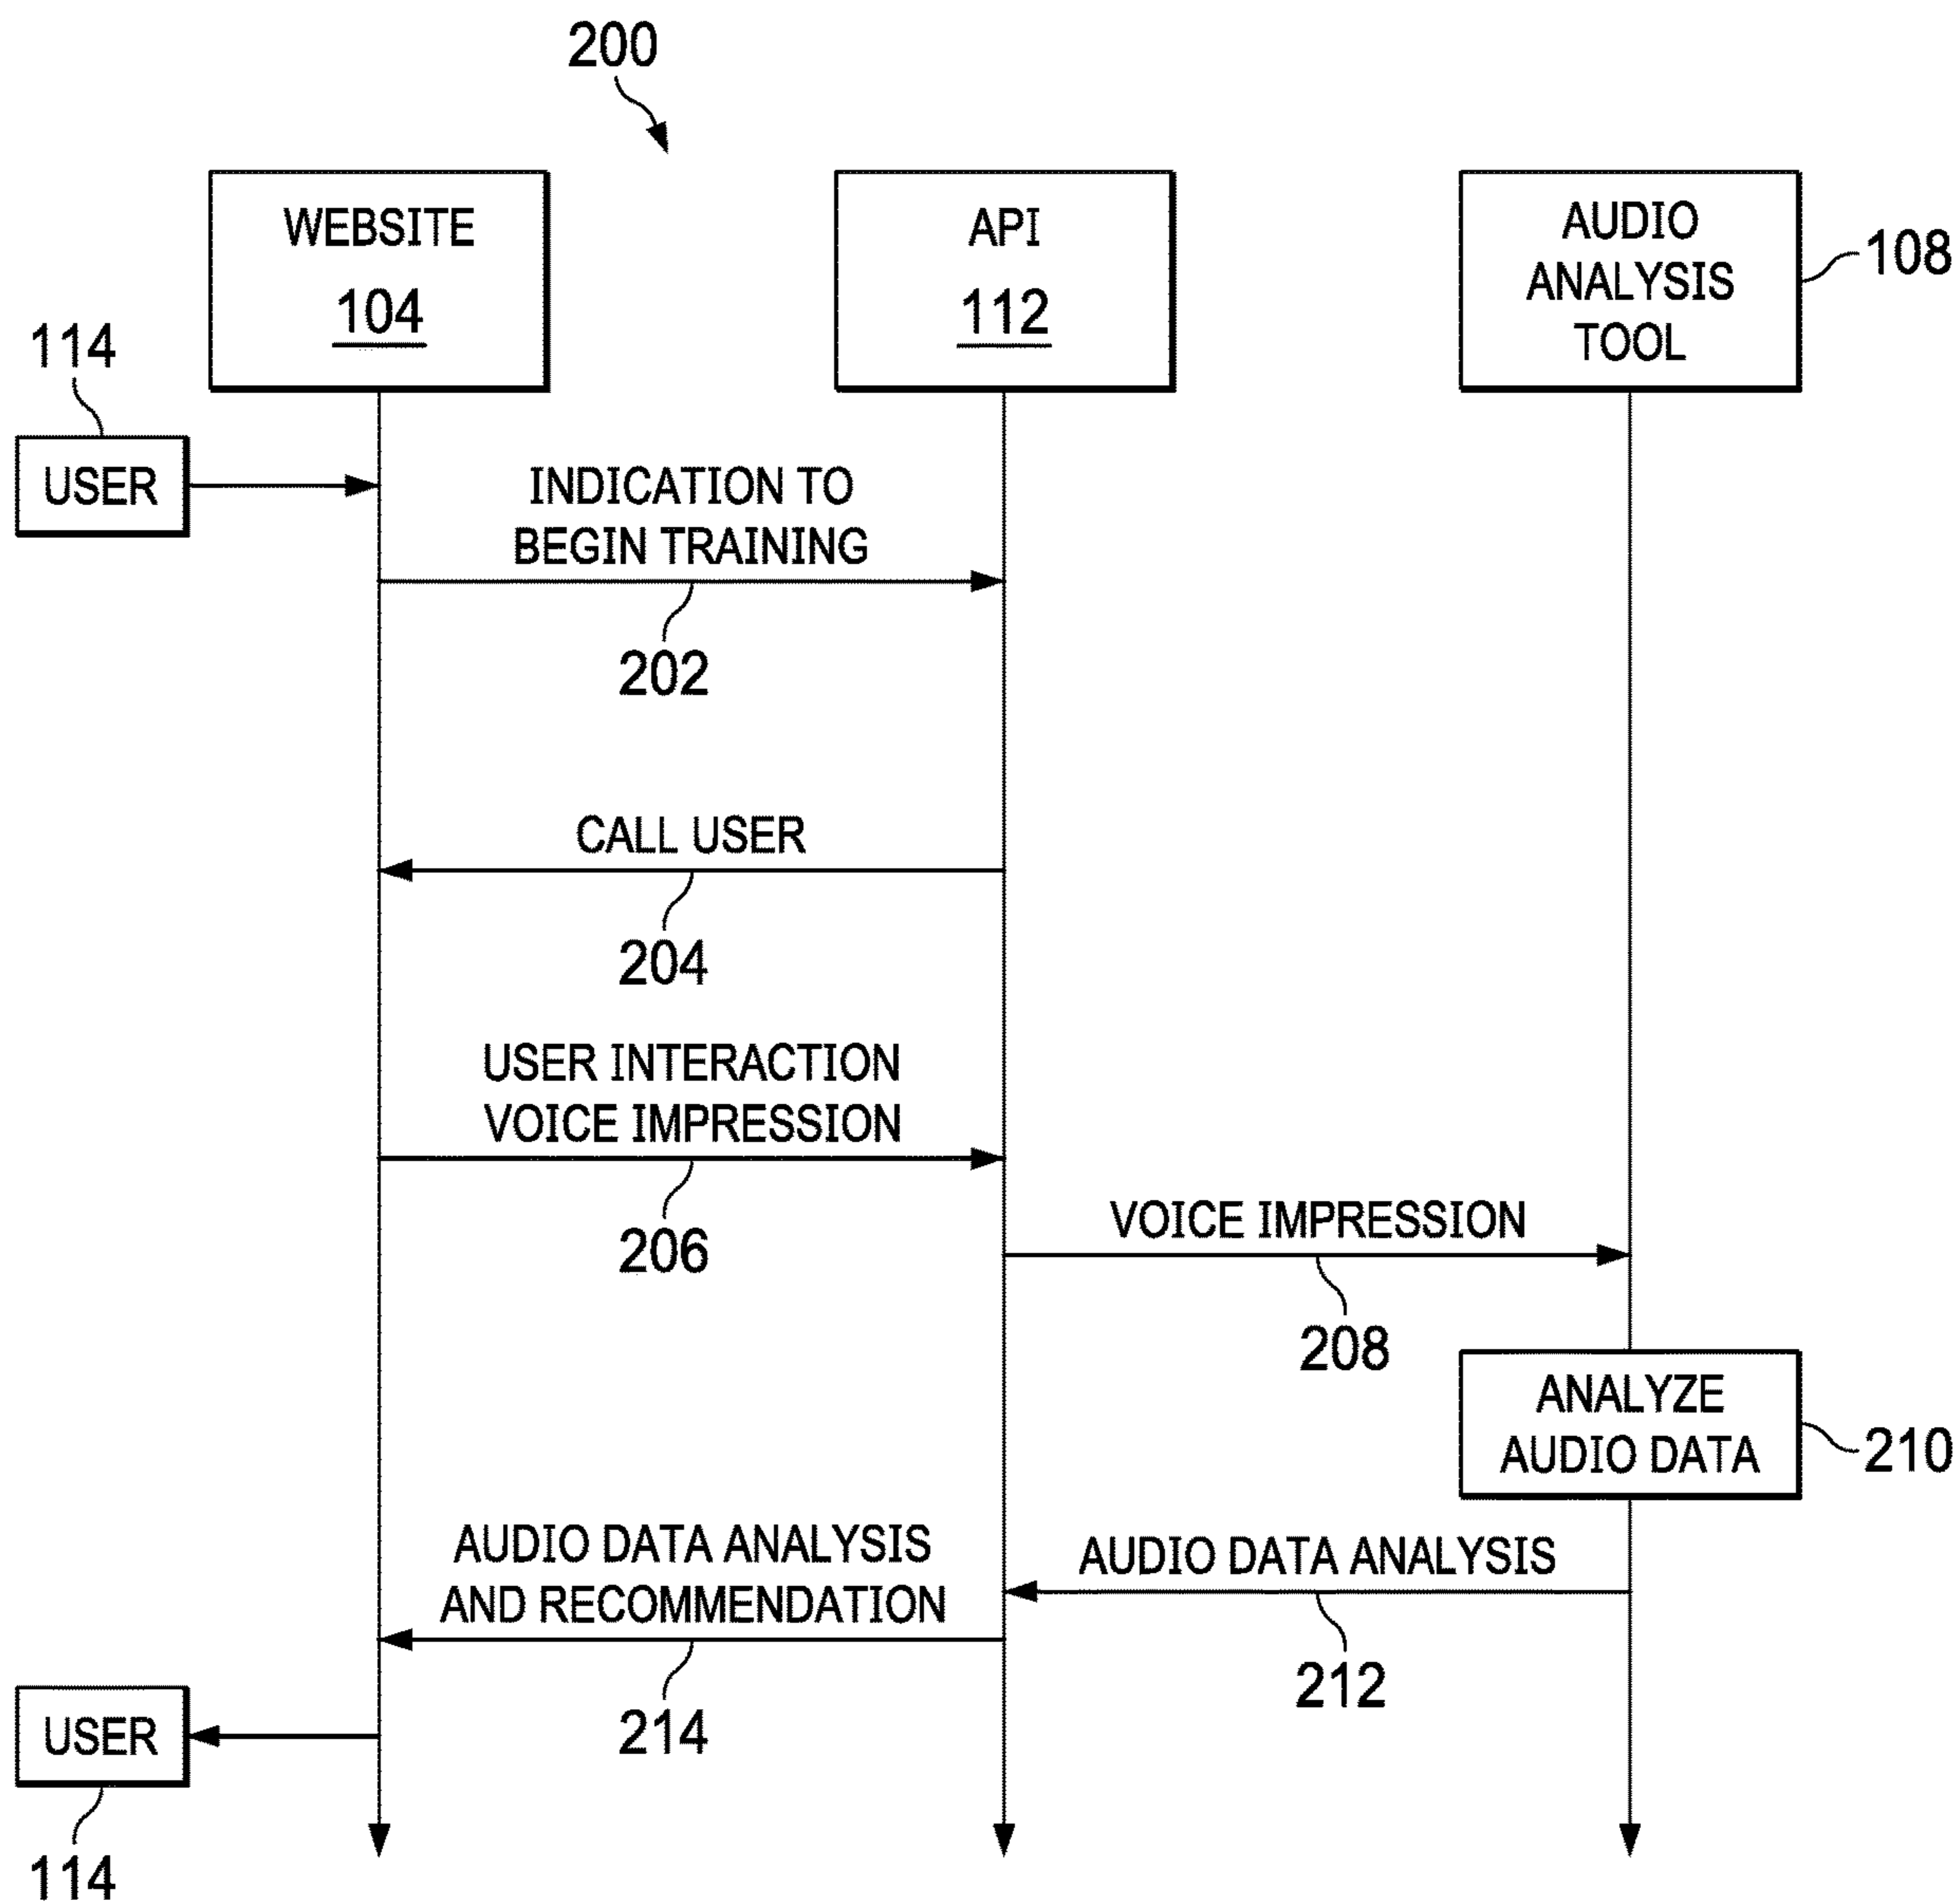 200
WEBSITE
104
API
112
AUDIO
ANALYSIS
TOOL
108
114
USER
INDICATION TO
BEGIN TRAINING
202
CALL USER
204
USER INTERACTION
VOICE IMPRESSION
206
VOICE IMPRESSION
208
ANALYZE
AUDIO DATA
210
AUDIO DATA ANALYSIS
AND RECOMMENDATION
214
AUDIO DATA ANALYSIS
212
USER
114